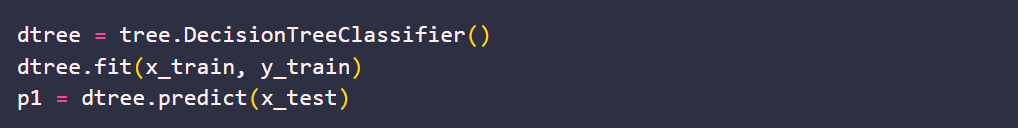 dtree = tree.DecisionTreeClassifier()
dtree.fit(x_train, y_train)
p1 = dtree.predict(x_test)